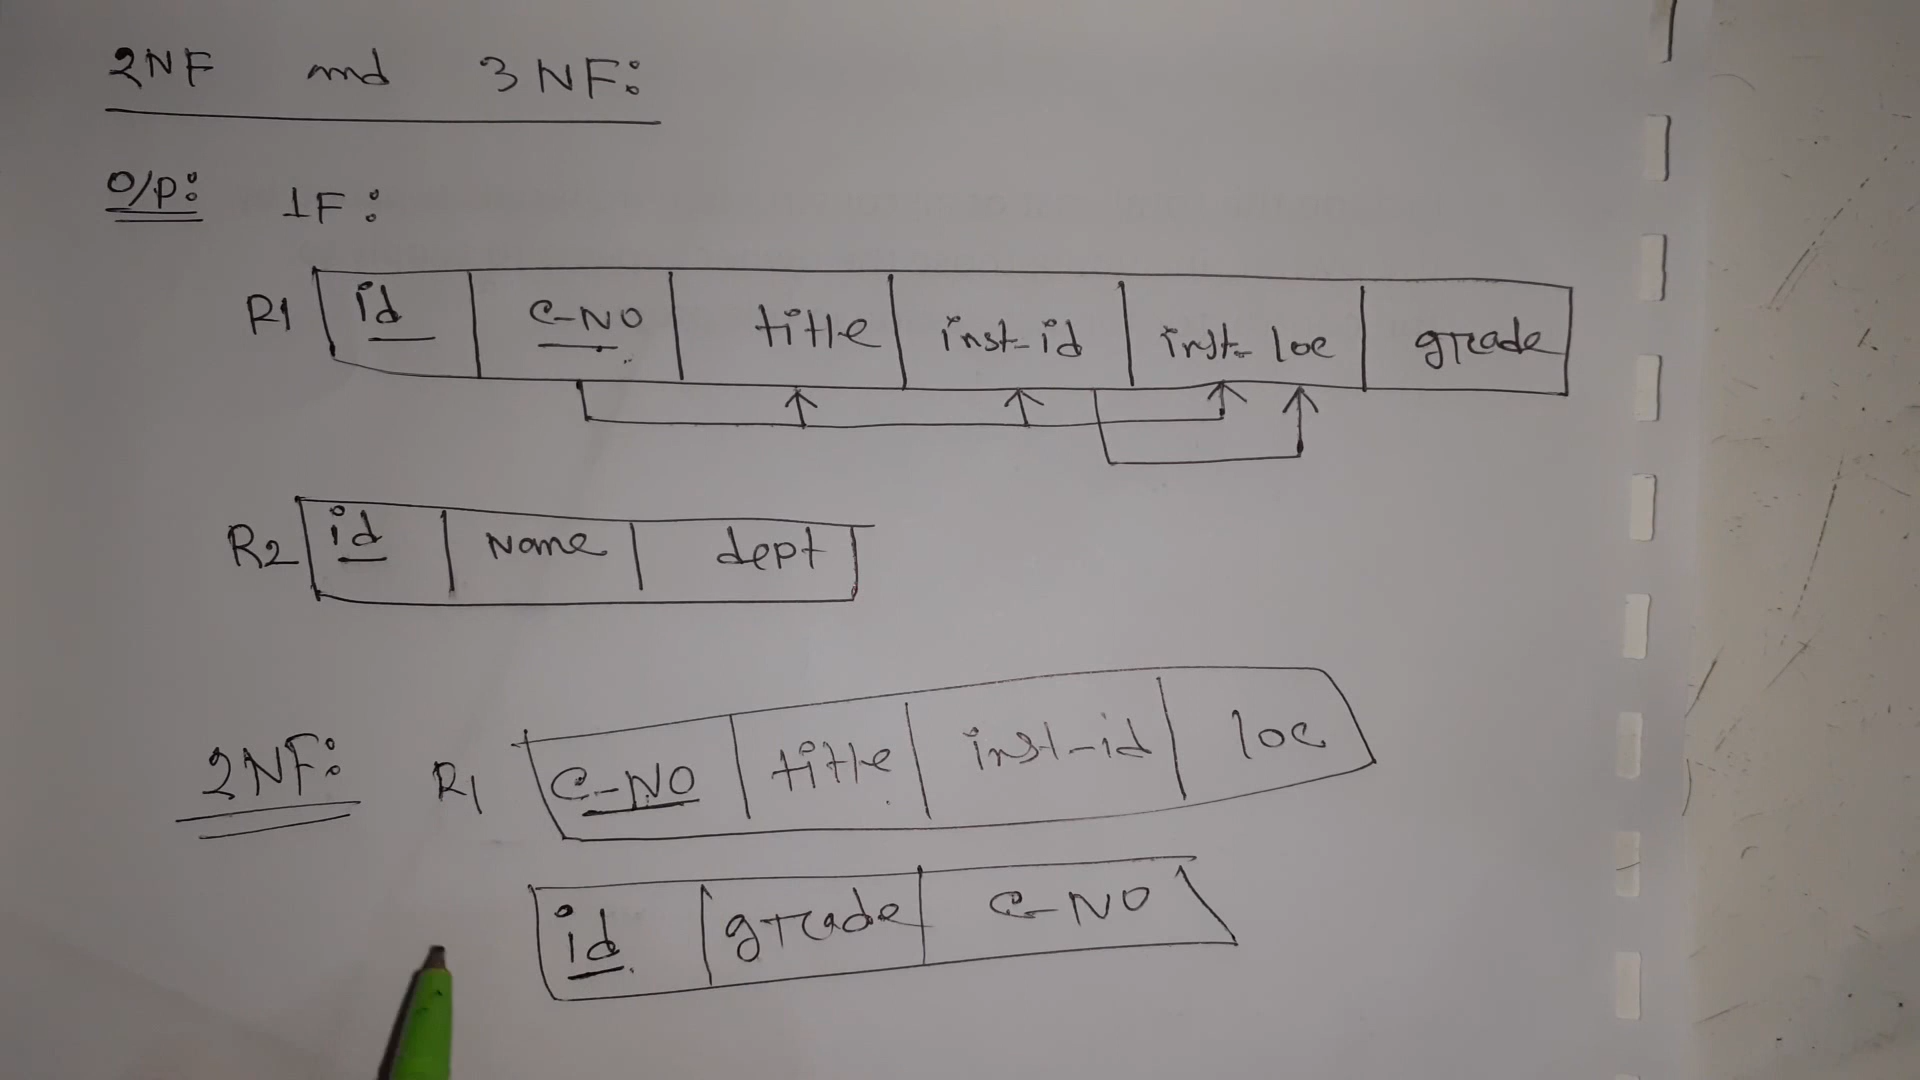 2NF and 3NF:
O/P: 1F:
R1 id C-NO title inst-id inst-loc grade
R2 id Name dept
2NF: R1 C-NO title inst-id loc
id grade C-NO